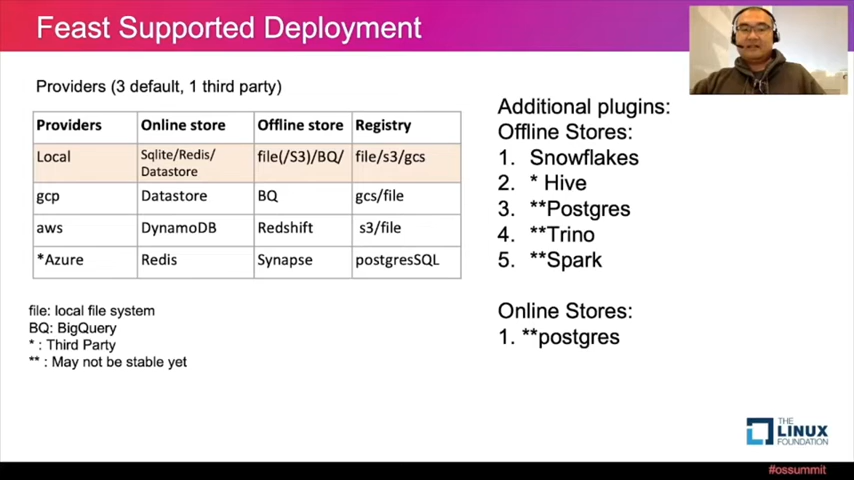 Feast Supported Deployment
Providers (3 default, 1 third party)
Providers Online store Offline store Registry
Local Sqlite/Redis/ Datastore file(/S3)/BQ/ file/s3/gcs
gcp Datastore BQ gcs/file
aws DynamoDB Redshift s3/file
*Azure Redis Synapse postgresSQL
file: local file system
BQ: BigQuery
* : Third Party
** : May not be stable yet
Additional plugins:
Offline Stores:
1. Snowflakes
2. * Hive
3. **Postgres
4. **Trino
5. **Spark
Online Stores:
1. **postgres
THE
LINUX
FOUNDATION
#ossummit